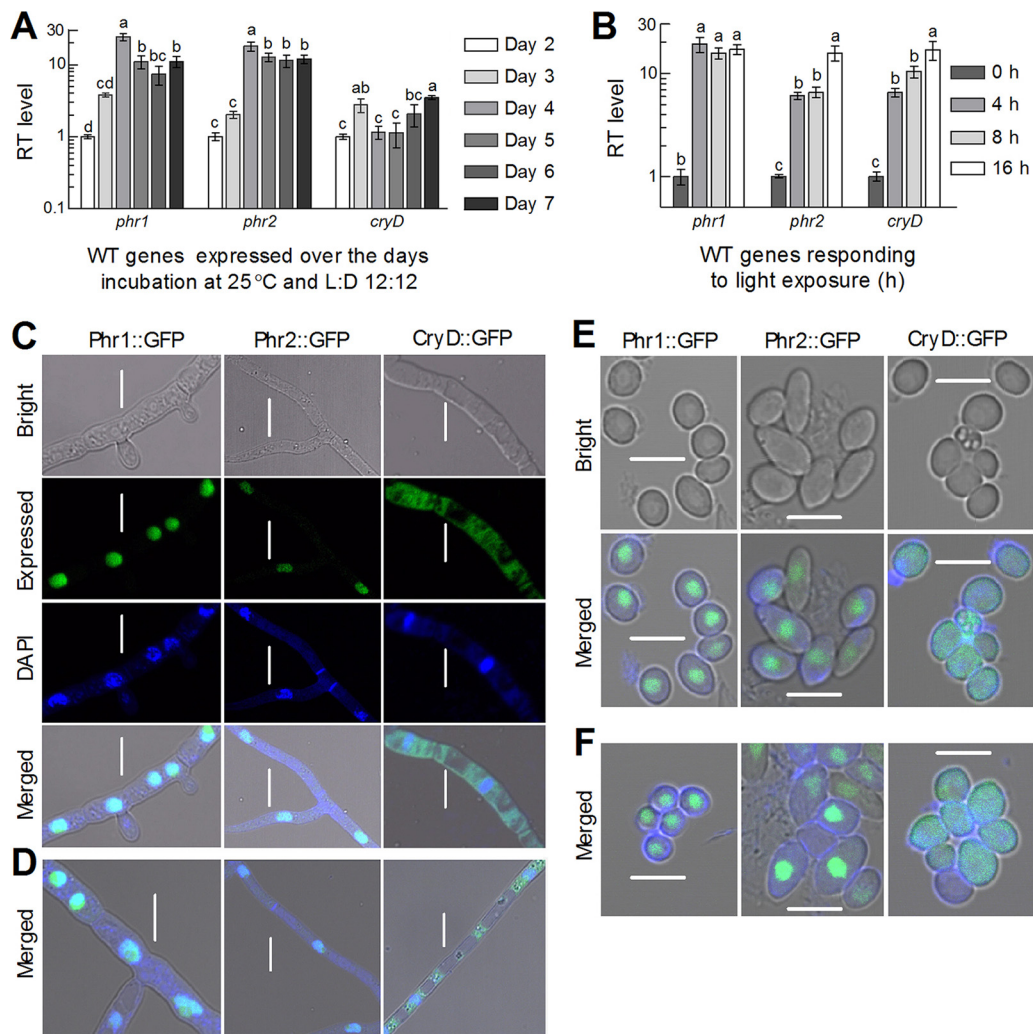 A
RT level
30
10
1
0.1
d
cd
a
b
bc
b
c
c
a
b
b
b
c
ab
c
c
bc
a
phr1
phr2
cryD
WT genes expressed over the days
incubation at 25°C and L:D 12:12
Day 2
Day 3
Day 4
Day 5
Day 6
Day 7
B
RT level
30
10
1
b
a
a
a
c
b
b
a
c
b
b
a
phr1
phr2
cryD
WT genes responding
to light exposure (h)
0 h
4 h
8 h
16 h
C
Phr1::GFP
Phr2::GFP
CryD::GFP
Bright
Expressed
DAPI
Merged
D
Merged
E
Phr1::GFP
Phr2::GFP
CryD::GFP
Bright
Merged
F
Merged